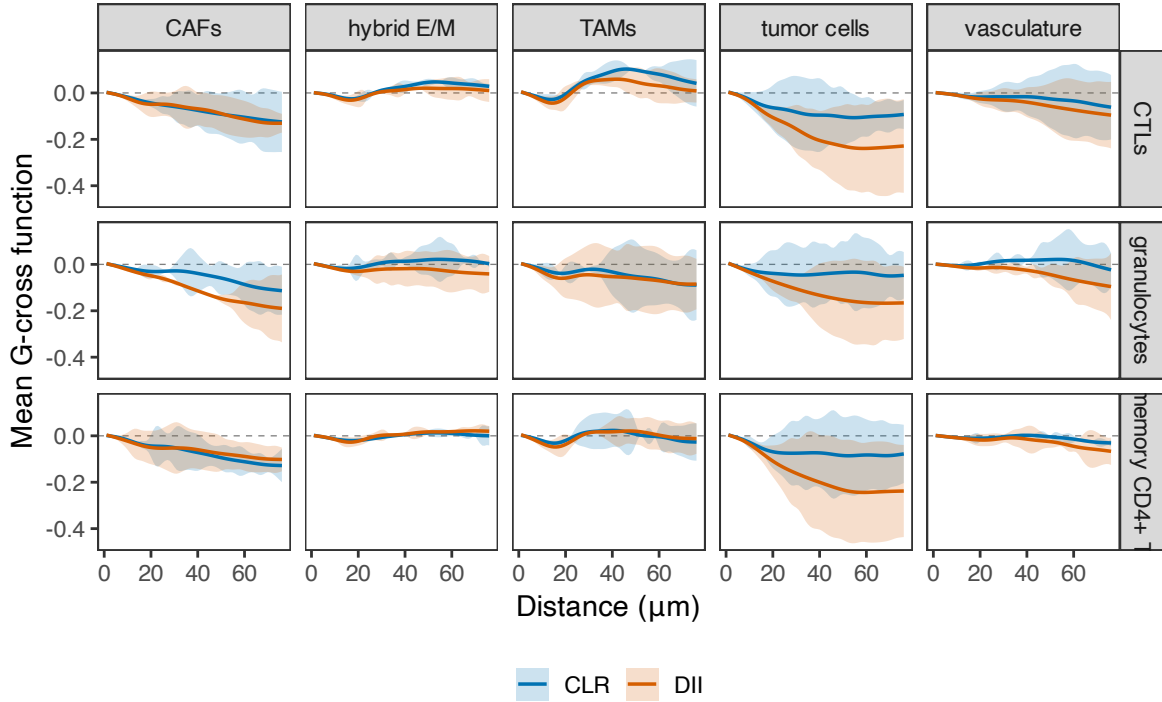 CAFs hybrid E/M TAMs tumor cells vasculature
Mean G-cross function
0.0
-0.2
-0.4
CTLs
0.0
-0.2
-0.4
granulocytes
0.0
-0.2
-0.4
memory CD4+ T
0 20 40 60 0 20 40 60 0 20 40 60 0 20 40 60 0 20 40 60
Distance (μm)
CLR DII